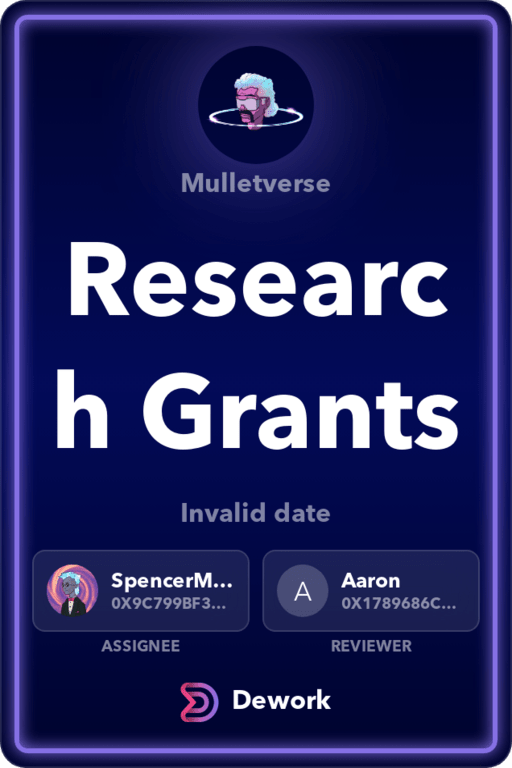 Mulletverse
Researc
h Grants
Invalid date
SpencerM...
0X9C799BF3...
ASSIGNEE
A
Aaron
0X1789686C...
REVIEWER
Dework